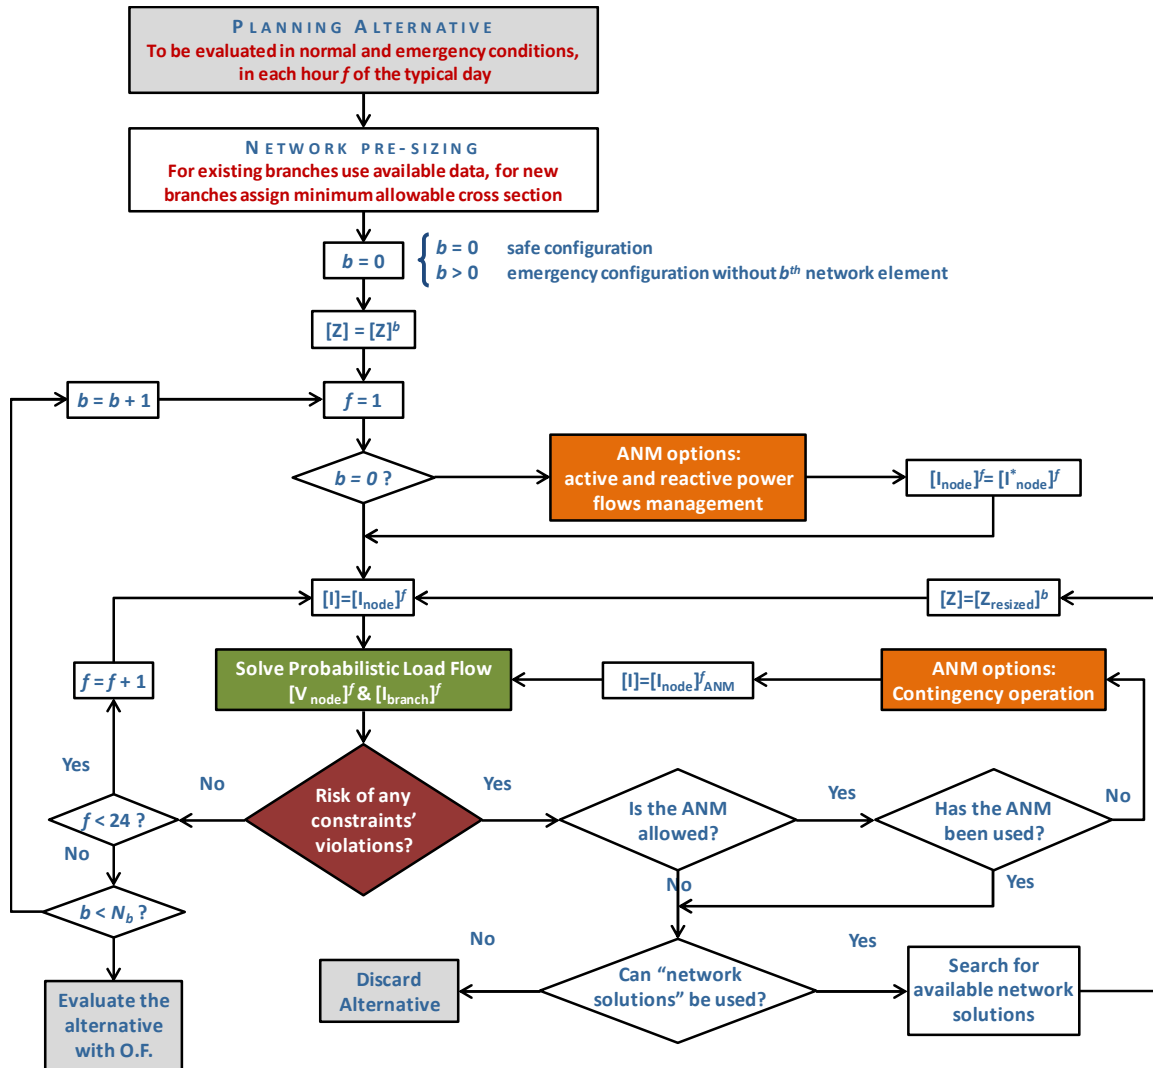 PLANNING ALTERNATIVE
To be evaluated in normal and emergency conditions,
in each hour f of the typical day
NETWORK PRE-SIZING
For existing branches use available data, for new
branches assign minimum allowable cross section
b = 0
b = 0 safe configuration
b > 0 emergency configuration without bth network element
[Z] = [Z]b
b = b + 1
f = 1
b = 0 ?
ANM options:
active and reactive power
flows management
[Inode]f= [I*node]f
[I]=[Inode]f
[Z]=[Zresized]b
f = f + 1
Solve Probabilistic Load Flow
[Vnode]f & [Ibranch]f
[I]=[Inode]fANM
ANM options:
Contingency operation
Yes
No
Risk of any
constraints'
violations?
Yes
Is the ANM
allowed?
Yes
Has the ANM
been used?
No
f < 24 ?
No
No
Yes
b < Nb ?
No
Yes
Evaluate the
alternative
with O.F.
Discard
Alternative
Can “network
solutions” be used?
Search for
available network
solutions